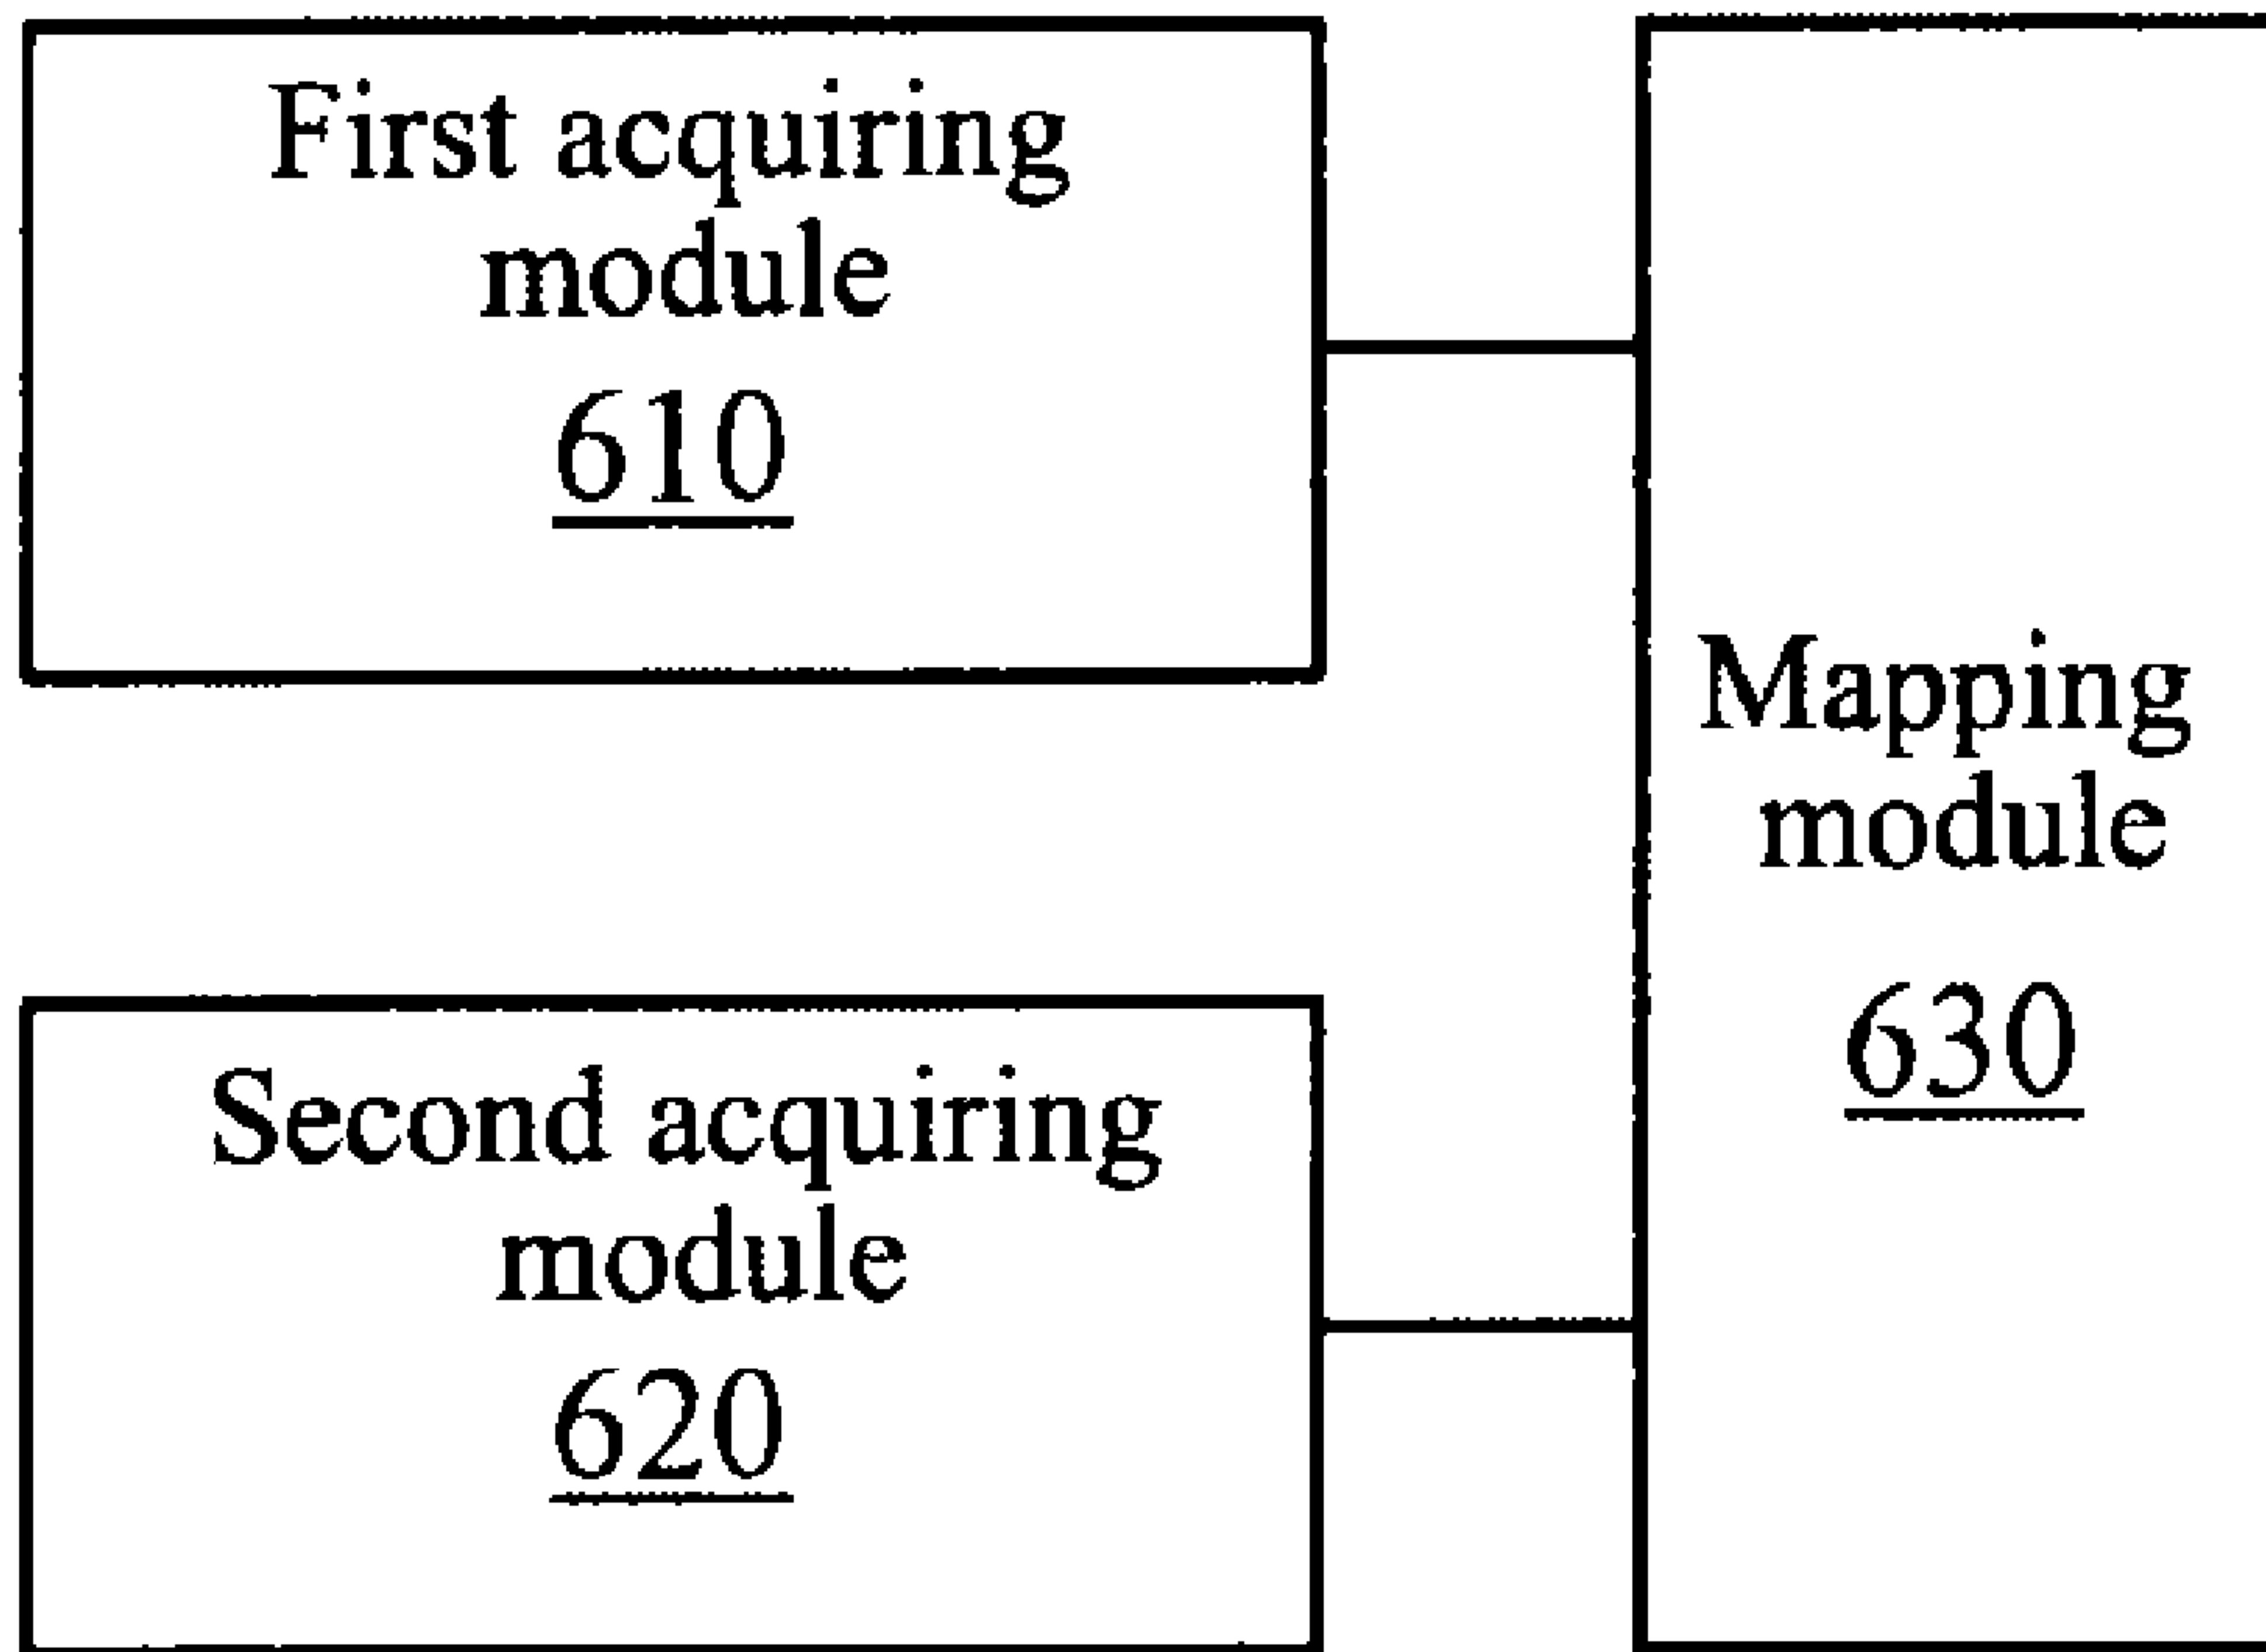 First acquiring
module
610
Mapping
module
630
Second acquiring
module
620